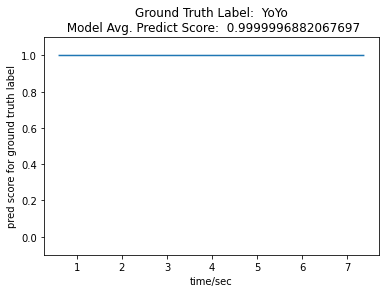 Ground Truth Label:  YoYo
Model Avg. Predict Score:  0.9999996882067697
pred score for ground truth label
1.0
0.8
0.6
0.4
0.2
0.0
1 2 3 4 5 6 7
time/sec